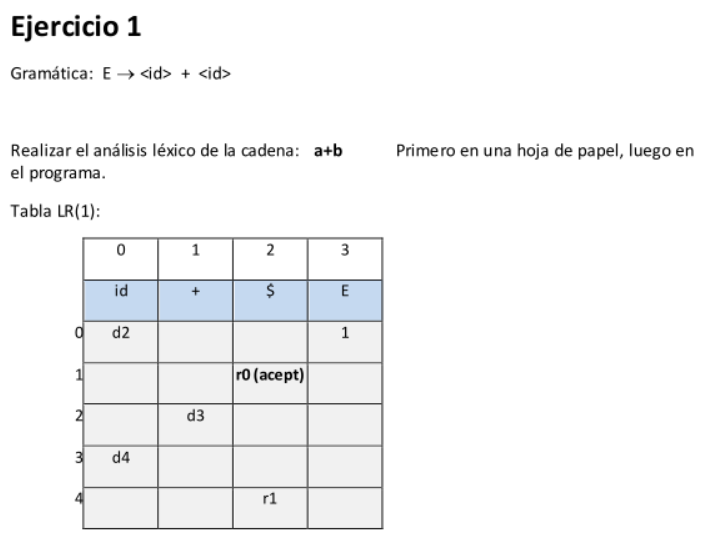 Ejercicio 1
Gramática: E → <id> + <id>
Realizar el análisis léxico de la cadena: a+b Primero en una hoja de papel, luego en
el programa.
Tabla LR(1):
0 1 2 3
id + $ E
0 d2 1
1 r0 (acept)
2 d3
3 d4
4 r1